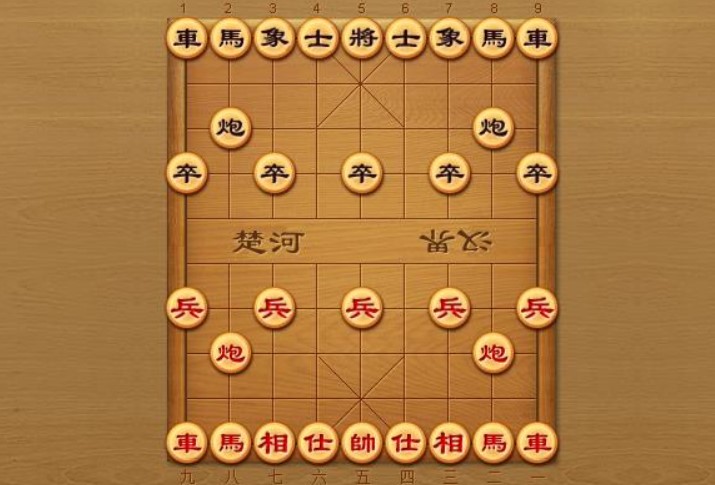 1 2 3 4 5 6 7 8 9
車 馬 象 士 將 士 象 馬 車
炮 炮
卒 卒 卒 卒 卒
楚河 漢界
兵 兵 兵 兵 兵
炮 炮
車 馬 相 仕 帥 仕 相 馬 車
九 八 七 六 五 四 三 二 一